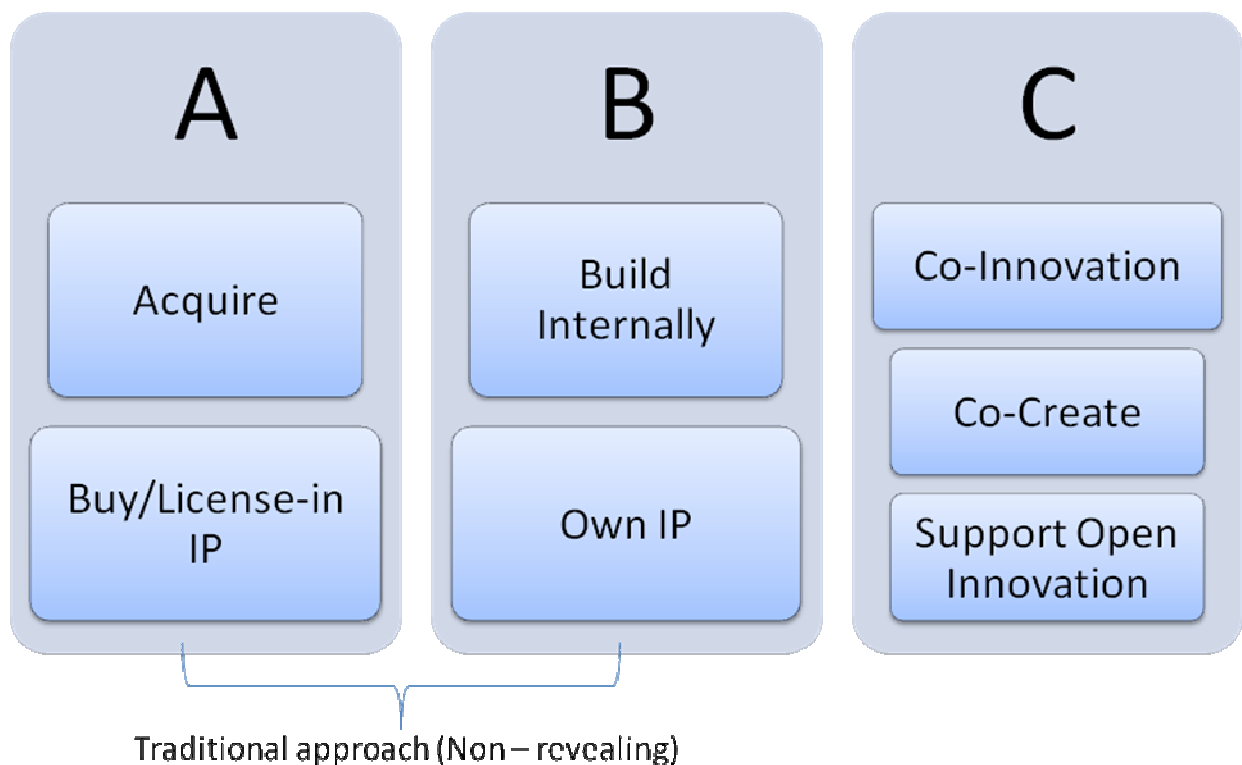 A
Acquire
Buy/License-in
IP
B
Build
Internally
Own IP
C
Co-Innovation
Co-Create
Support Open
Innovation
Traditional approach (Non – revealing)